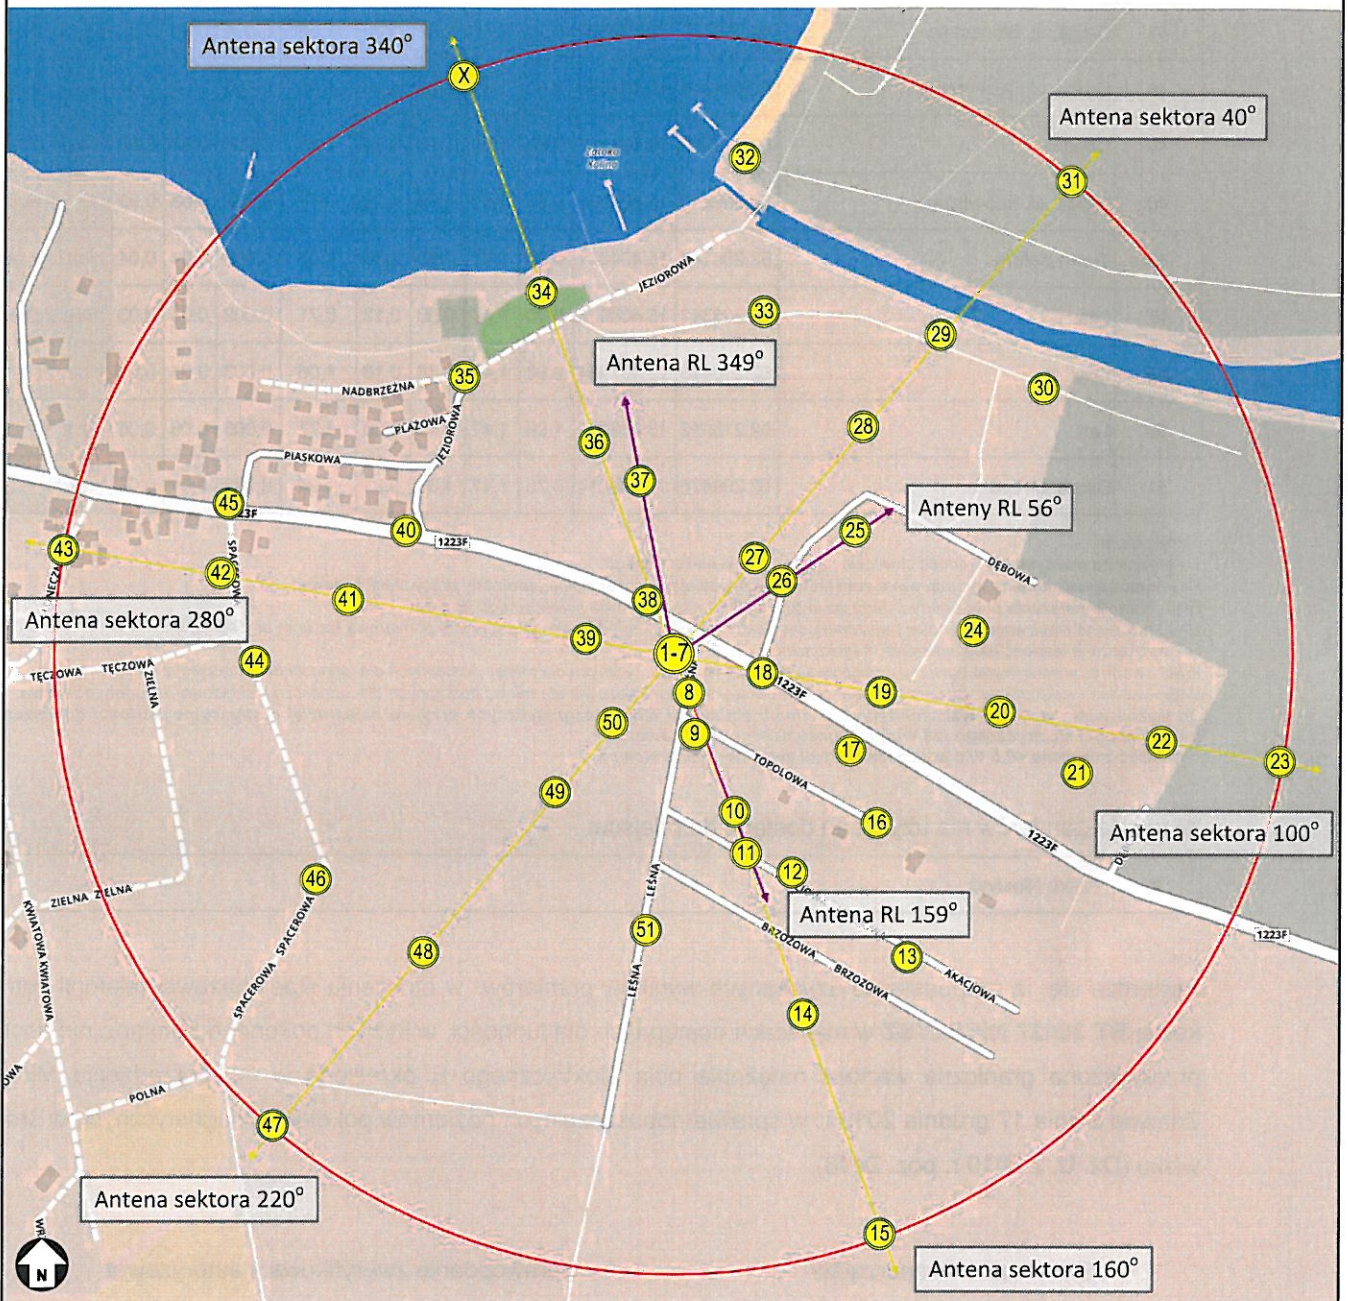 Antena sektora 340°
X
Antena sektora 40°
Zatoka
Kalina
32
31
34
JEZIOROWA
33
29
Antena RL 349°
35
NADBRZEŻNA
30
PLAŻOWA
JEZIOROWA
28
36
PIASKOWA
37
45
Anteny RL 56°
25
40
1223F
43
27
DĘBOWA
42
26
41
38
Antena sektora 280°
39
24
1-7
44
TĘCZOWA TĘCZOWA
ZIELNA
18
1223F
8
19
20
50
9
22
17
23
21
TOPOLOWA
49
10
16
Antena sektora 100°
1223F
11
12
46
LEŚNA
ZIELNA ZIELNA
Antena RL 159°
KWIATOWA KWIATOWA
51
1223F
48
SPACEROWA SPACEROWA
BRZOZOWA BRZOZOWA
13
AKACJOWA
LEŚNA
14
POLNA
47
Antena sektora 220°
15
Antena sektora 160°
N